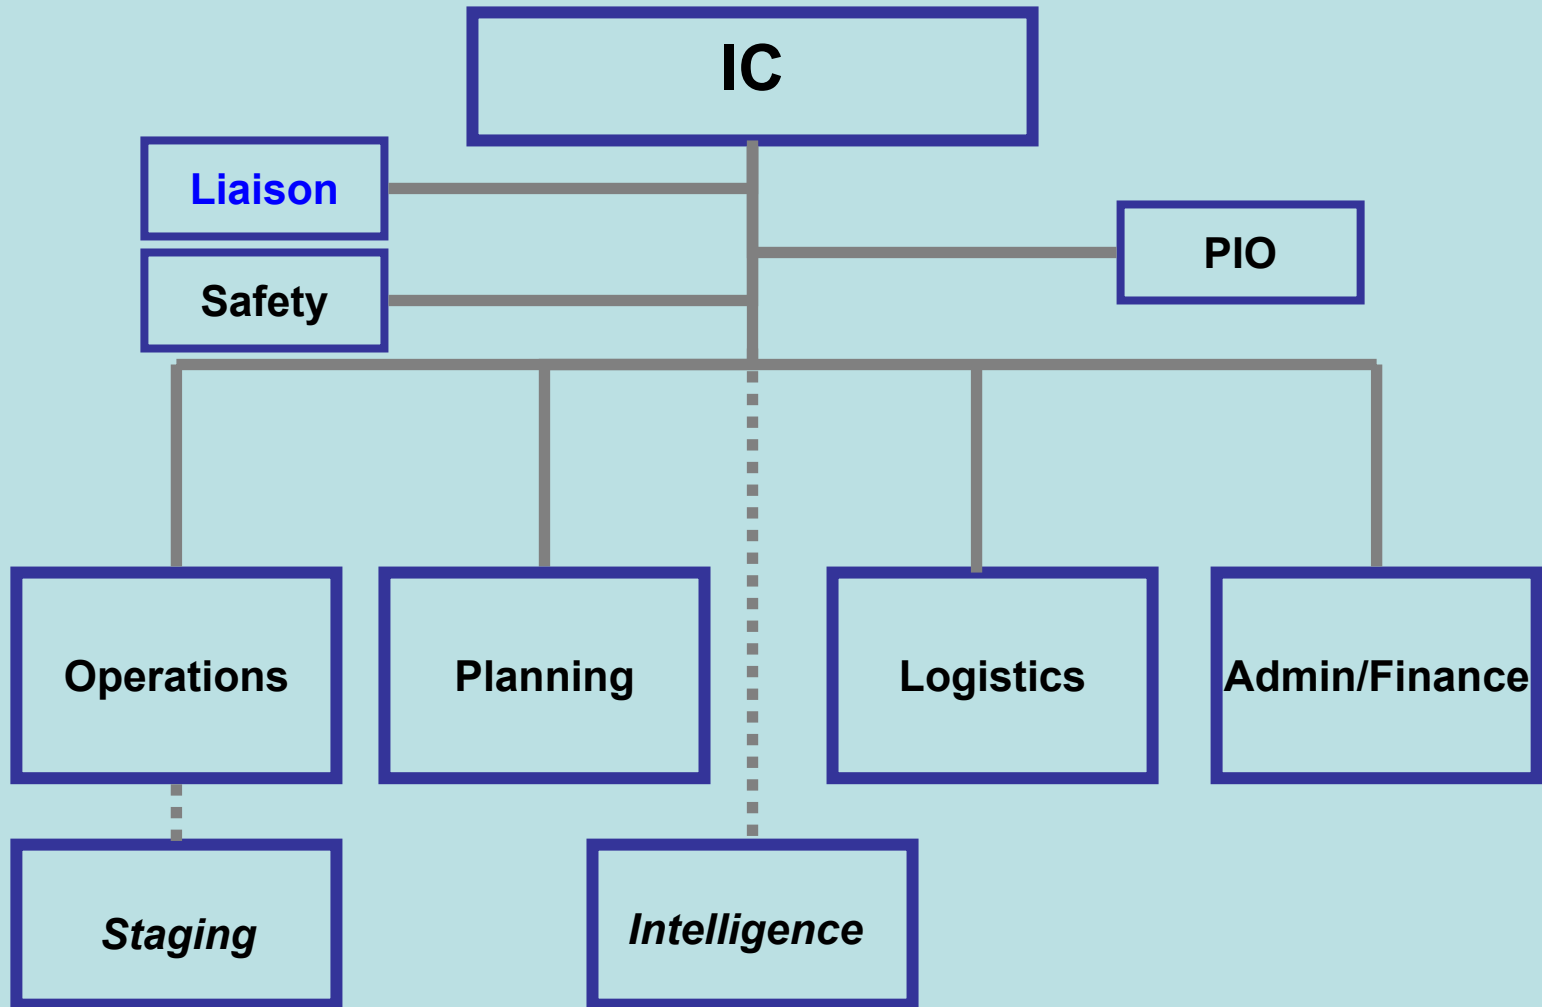 IC
Liaison
PIO
Safety
Operations
Planning
Logistics
Admin/Finance
Staging
Intelligence